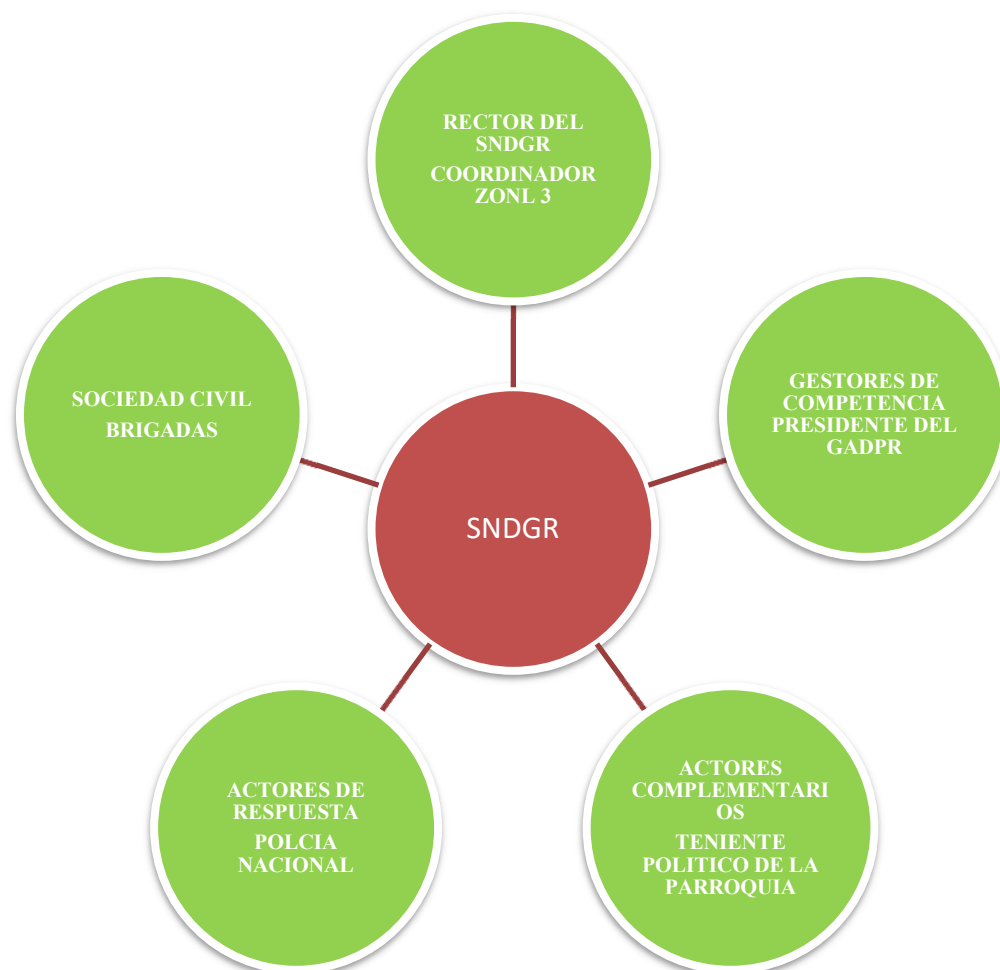 RECTOR DEL
SNDGR
COORDINADOR
ZONL 3
GESTORES DE
COMPETENCIA
PRESIDENTE DEL
GADPR
ACTORES
COMPLEMENTARI
OS
TENIENTE
POLITICO DE LA
PARROQUIA
ACTORES DE
RESPUESTA
POLCIA
NACIONAL
SOCIEDAD CIVIL
BRIGADAS
SNDGR